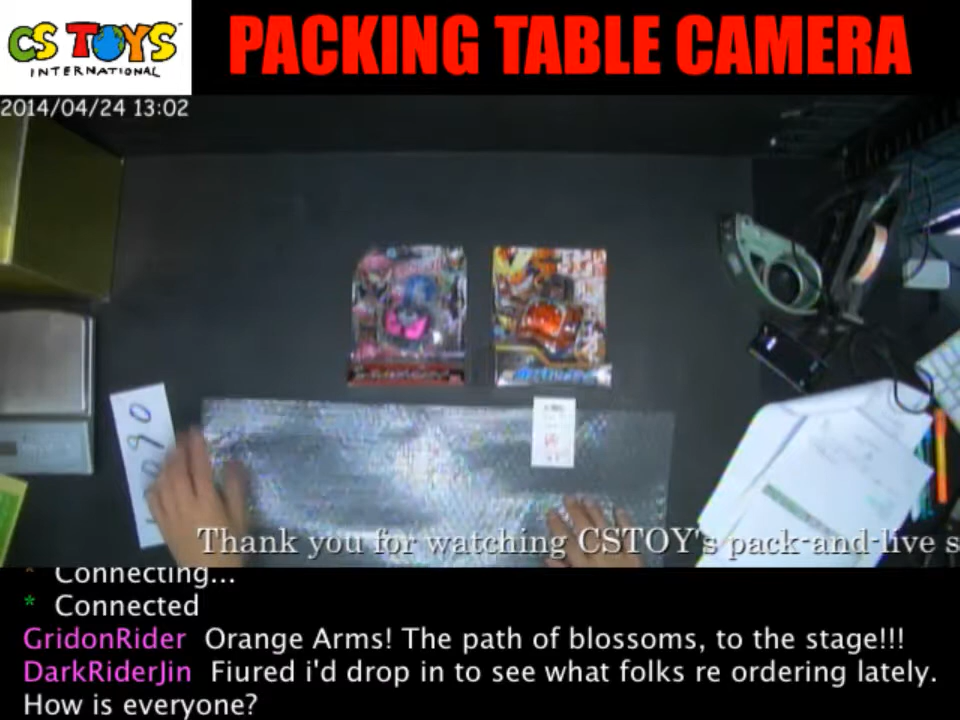 CS TOYS
INTERNATIONAL
PACKING TABLE CAMERA
2014/04/24 13:02
Thank you for watching CSTOY's pack-and-live s
* Connecting...
* Connected
GridonRider Orange Arms! The path of blossoms, to the stage!!!
DarkRiderJin Fiured i'd drop in to see what folks re ordering lately.
How is everyone?